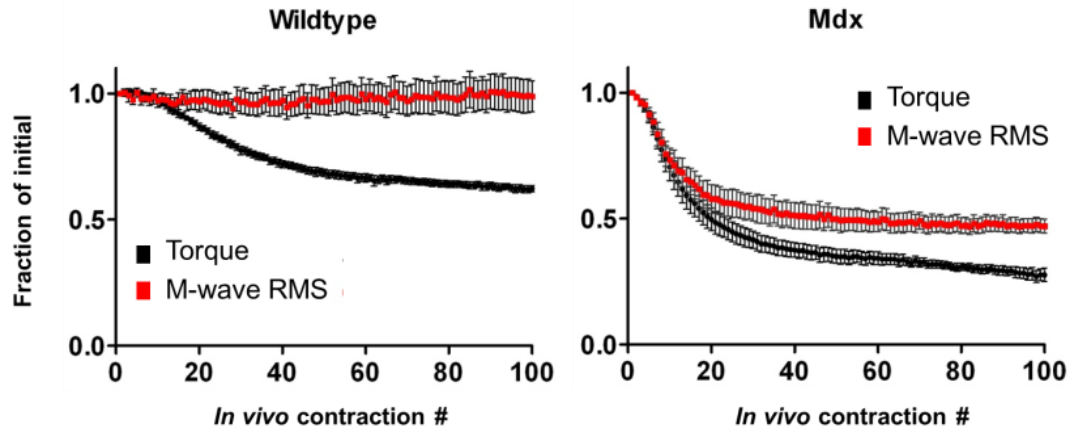 Wildtype
Fraction of initial
1.0
0.5
0.0
Torque
M-wave RMS
0 20 40 60 80 100
In vivo contraction #
Mdx
1.0
0.5
0.0
Torque
M-wave RMS
0 20 40 60 80 100
In vivo contraction #